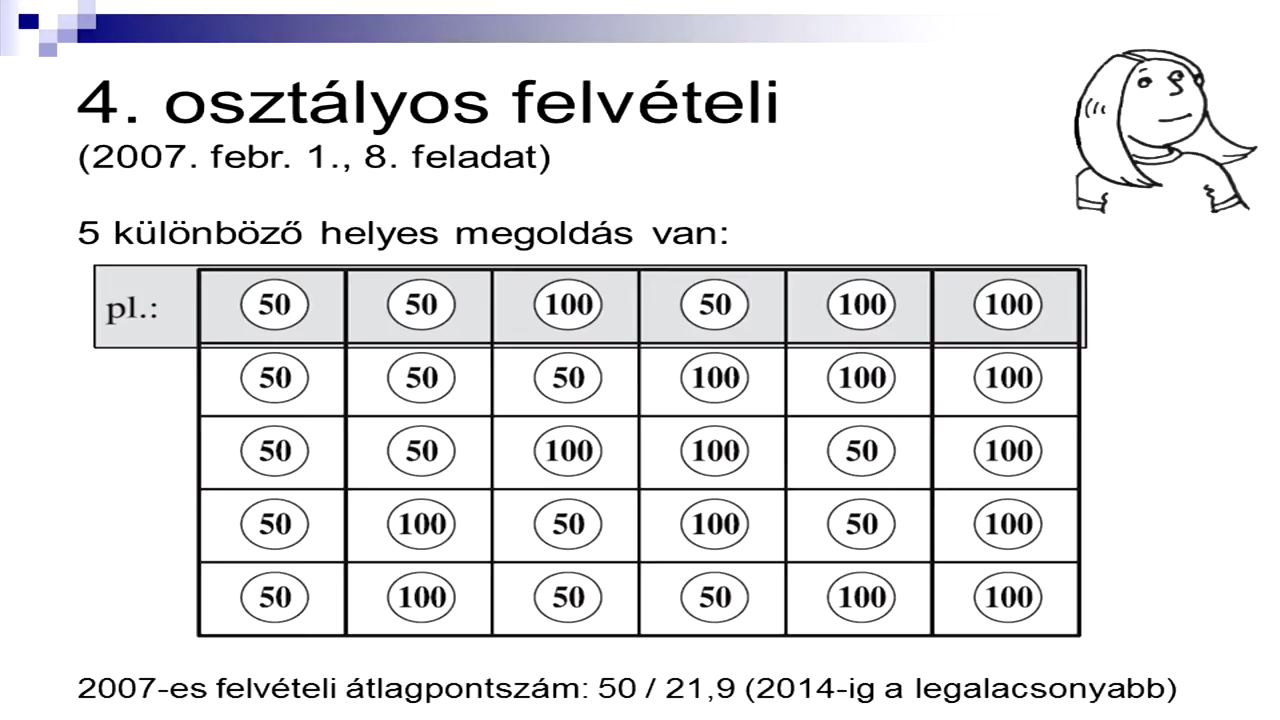 4. osztályos felvételi
(2007. febr. 1., 8. feladat)
5 különböző helyes megoldás van:
pl.: 50 50 100 50 100 100
50 50 50 100 100 100
50 50 100 100 50 100
50 100 50 100 50 100
50 100 50 50 100 100
2007-es felvételi átlagpontszám: 50 / 21,9 (2014-ig a legalacsonyabb)